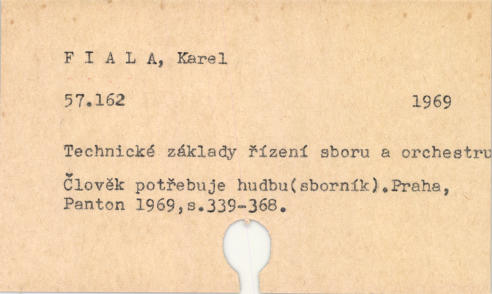 F I A L A, Karel
57.162 1969
Technické základy řízení sboru a orchestru
Člověk potřebuje hudbu(sborník).Praha,
Panton 1969,s.339-368.